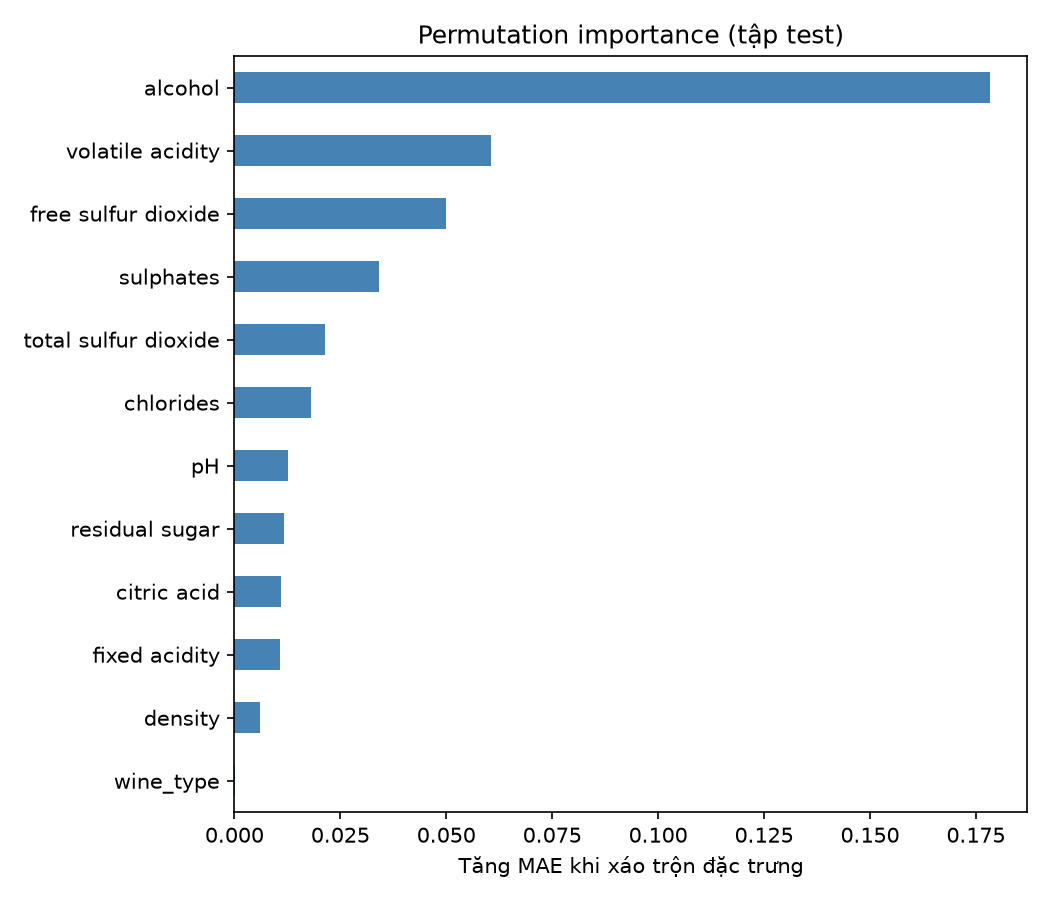 Permutation importance (tập test)
alcohol
volatile acidity
free sulfur dioxide
sulphates
total sulfur dioxide
chlorides
pH
residual sugar
citric acid
fixed acidity
density
wine_type
0.000 0.025 0.050 0.075 0.100 0.125 0.150 0.175
Tăng MAE khi xáo trộn đặc trưng